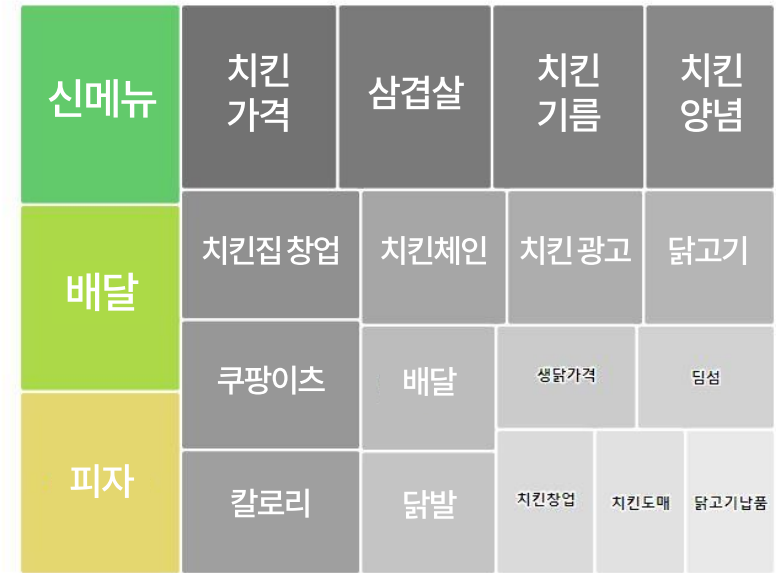 신메뉴
치킨
가격
삼겹살
치킨
기름
치킨
양념
배달
치킨집 창업
치킨체인
치킨 광고
닭고기
쿠팡이츠
배달
생닭가격
딤섬
피자
칼로리
닭발
치킨창업
치킨도매
닭고기납품